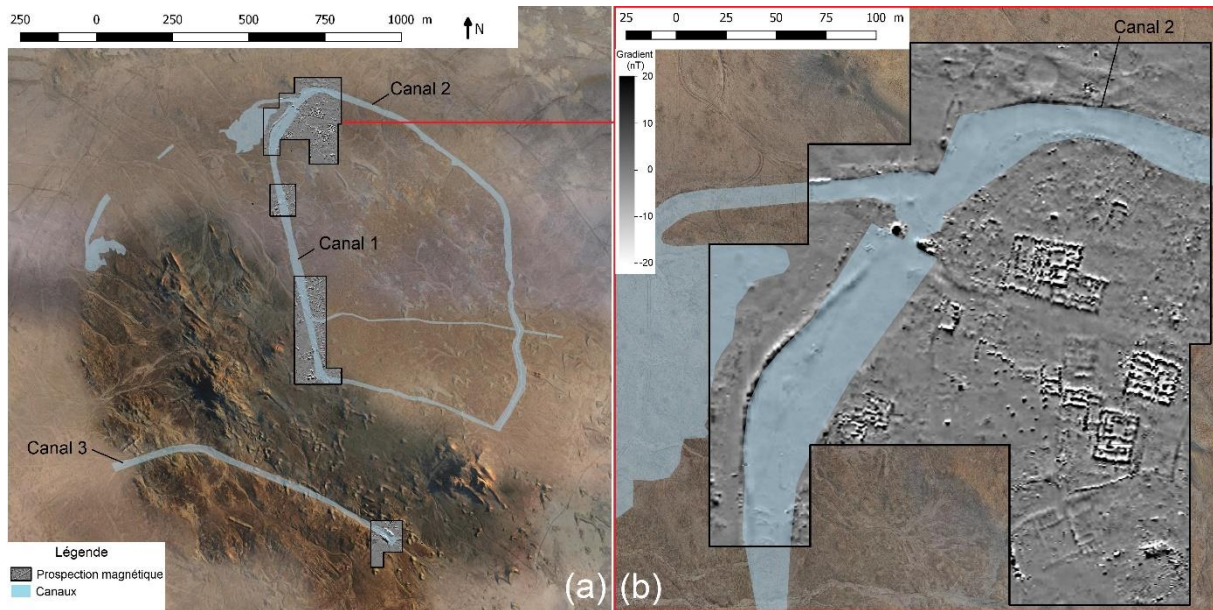 250 0 250 500 750 1000 m
N
Canal 2
Canal 1
Canal 3
Légende
Prospection magnétique
Canaux
(a)
25 0 25 50 75 100 m
Gradient
(nT)
20
10
0
-10
-20
Canal 2
(b)